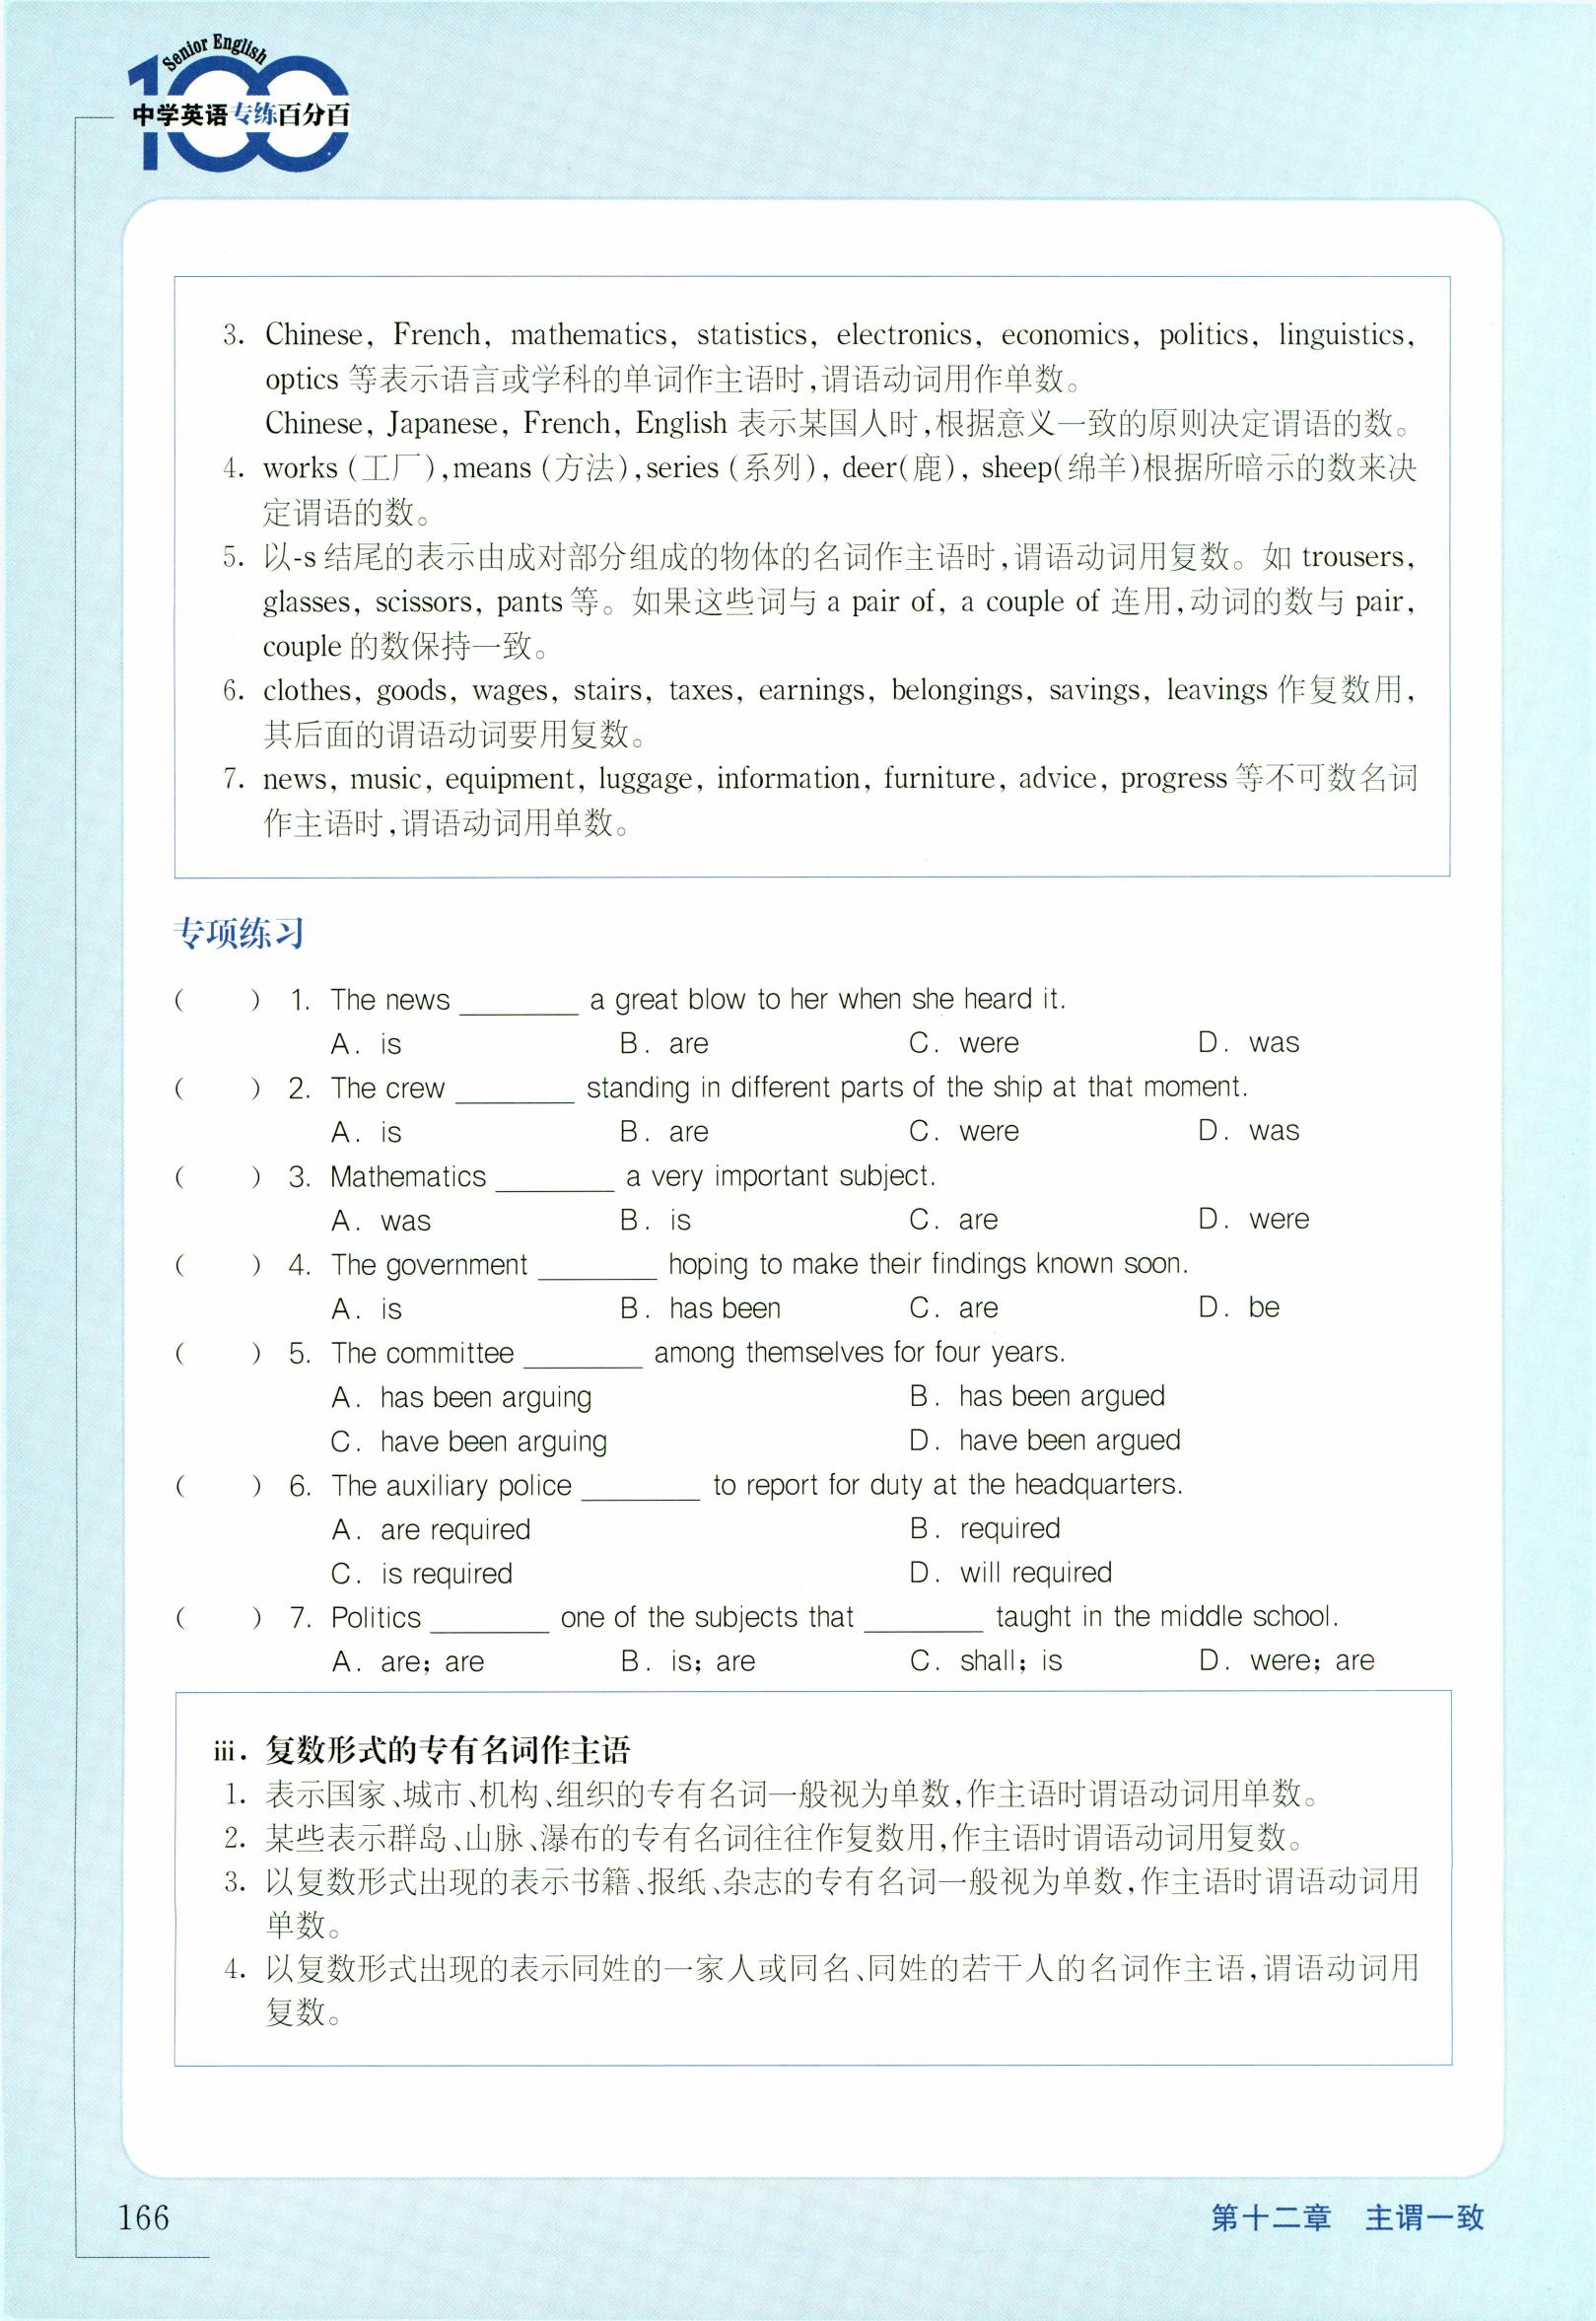 Senior English
100
中学英语专练百分百
3. Chinese, French, mathematics, statistics, electronics, economics, politics, linguistics,
optics 等表示语言或学科的单词作主语时,谓语动词用作单数。
Chinese, Japanese, French, English 表示某国人时,根据意义一致的原则决定谓语的数。
4. works (工厂),means (方法),series (系列), deer(鹿), sheep(绵羊)根据所暗示的数来决
定谓语的数。
5. 以-s 结尾的表示由成对部分组成的物体的名词作主语时,谓语动词用复数。如 trousers,
glasses, scissors, pants 等。如果这些词与 a pair of, a couple of 连用,动词的数与 pair,
couple 的数保持一致。
6. clothes, goods, wages, stairs, taxes, earnings, belongings, savings, leavings 作复数用,
其后面的谓语动词要用复数。
7. news, music, equipment, luggage, information, furniture, advice, progress 等不可数名词
作主语时,谓语动词用单数。
专项练习
(    ) 1. The news ________ a great blow to her when she heard it.
A. is B. are C. were D. was
(    ) 2. The crew ________ standing in different parts of the ship at that moment.
A. is B. are C. were D. was
(    ) 3. Mathematics ________ a very important subject.
A. was B. is C. are D. were
(    ) 4. The government ________ hoping to make their findings known soon.
A. is B. has been C. are D. be
(    ) 5. The committee ________ among themselves for four years.
A. has been arguing B. has been argued
C. have been arguing D. have been argued
(    ) 6. The auxiliary police ________ to report for duty at the headquarters.
A. are required B. required
C. is required D. will required
(    ) 7. Politics ________ one of the subjects that ________ taught in the middle school.
A. are; are B. is; are C. shall; is D. were; are
iii. 复数形式的专有名词作主语
1. 表示国家、城市、机构、组织的专有名词一般视为单数,作主语时谓语动词用单数。
2. 某些表示群岛、山脉、瀑布的专有名词往往作复数用,作主语时谓语动词用复数。
3. 以复数形式出现的表示书籍、报纸、杂志的专有名词一般视为单数,作主语时谓语动词用
单数。
4. 以复数形式出现的表示同姓的一家人或同名、同姓的若干人的名词作主语,谓语动词用
复数。
166
第十二章 主谓一致